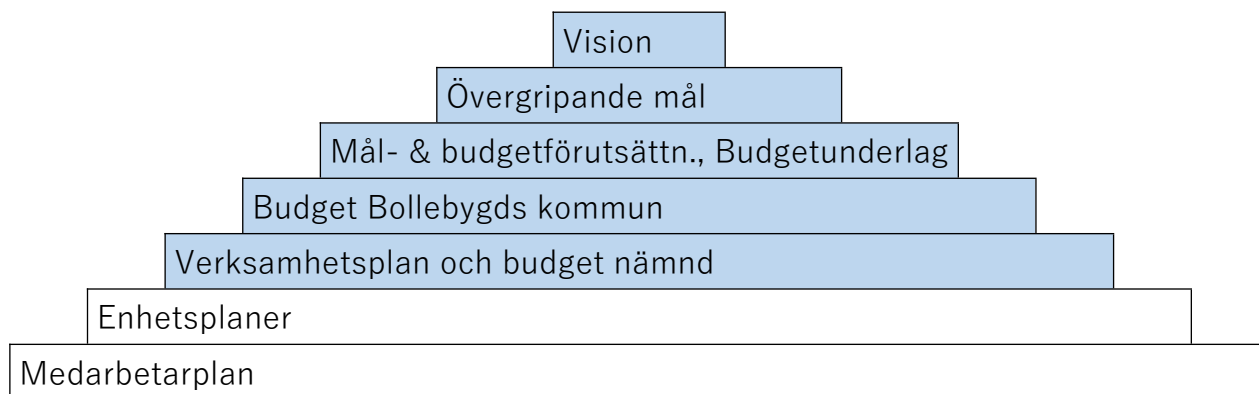 Vision
Övergripande mål
Mål- & budgetförutsättn., Budgetunderlag
Budget Bollebygds kommun
Verksamhetsplan och budget nämnd
Enhetsplaner
Medarbetarplan